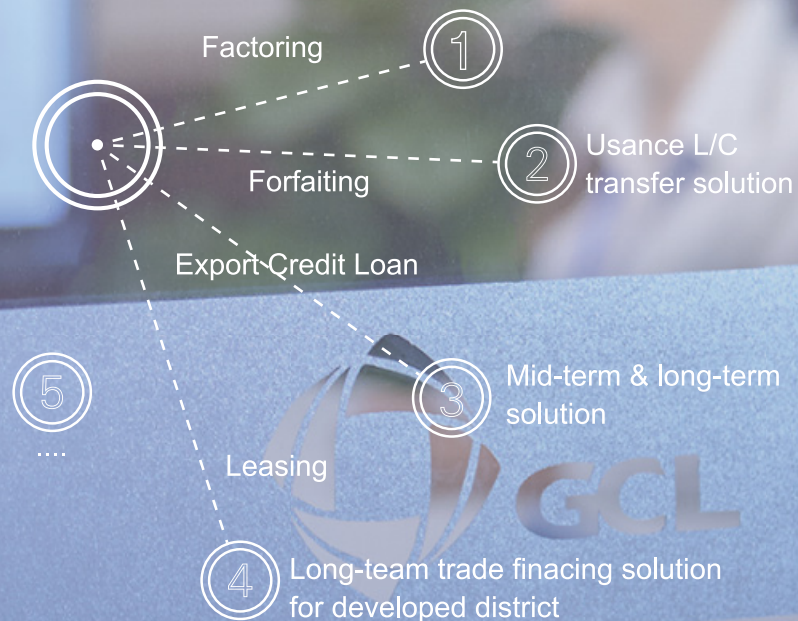 Factoring
1
2
Usance L/C
transfer solution
Forfaiting
Export Credit Loan
5
....
3
Mid-term & long-term
solution
Leasing
GCL
4
Long-team trade finacing solution
for developed district